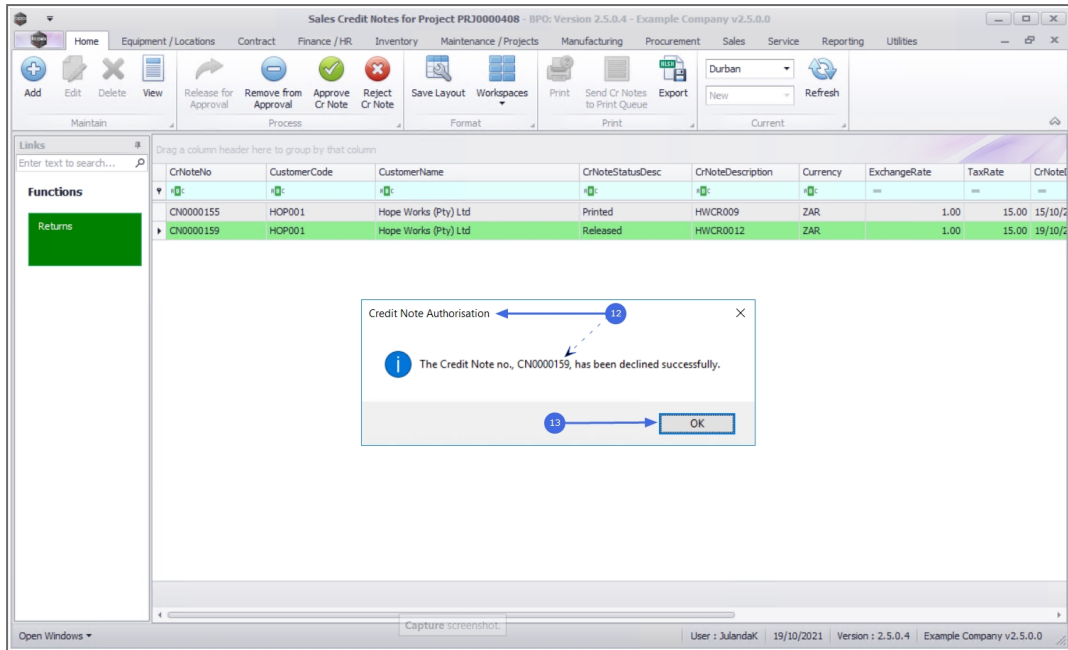 Sales Credit Notes for Project PRJ0000408 - BPO: Version 2.5.0.4 - Example Company v2.5.0.0
Home Equipment / Locations Contract Finance / HR Inventory Maintenance / Projects Manufacturing Procurement Sales Service Reporting Utilities
Add Edit Delete View Release for Approval Remove from Approval Approve Cr Note Reject Cr Note Save Layout Workspaces Print Send Cr Notes to Print Queue Export Durban New Refresh
Maintain Process Format Print Current
Links
Enter text to search...
Functions
Returns
Drag a column header here to group by that column
CrNoteNo CustomerCode CustomerName CrNoteStatusDesc CrNoteDescription Currency ExchangeRate TaxRate CrNoteD
CN0000155 HOP001 Hope Works (Pty) Ltd Printed HWCR009 ZAR 1.00 15.00 15/10/2
CN0000159 HOP001 Hope Works (Pty) Ltd Released HWCR0012 ZAR 1.00 15.00 19/10/2
Credit Note Authorisation 12
The Credit Note no., CN0000159, has been declined successfully.
13 OK
Capture screenshot.
Open Windows User : JulandaK 19/10/2021 Version : 2.5.0.4 Example Company v2.5.0.0